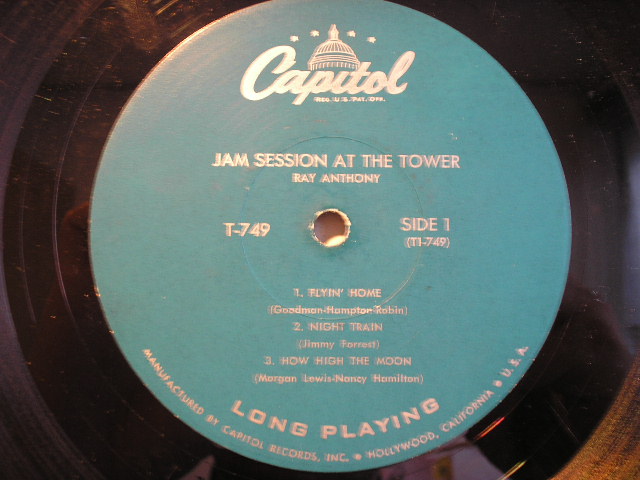 Capitol
REG. U.S. PAT. OFF.
JAM SESSION AT THE TOWER
RAY ANTHONY
T-749
SIDE 1
(T1-749)
1. FLYIN' HOME
(Goodman-Hampton-Robin)
2. NIGHT TRAIN
(Jimmy Forrest)
3. HOW HIGH THE MOON
(Morgan Lewis-Nancy Hamilton)
LONG PLAYING
MANUFACTURED BY CAPITOL RECORDS, INC. * HOLLYWOOD, CALIFORNIA * U.S.A.